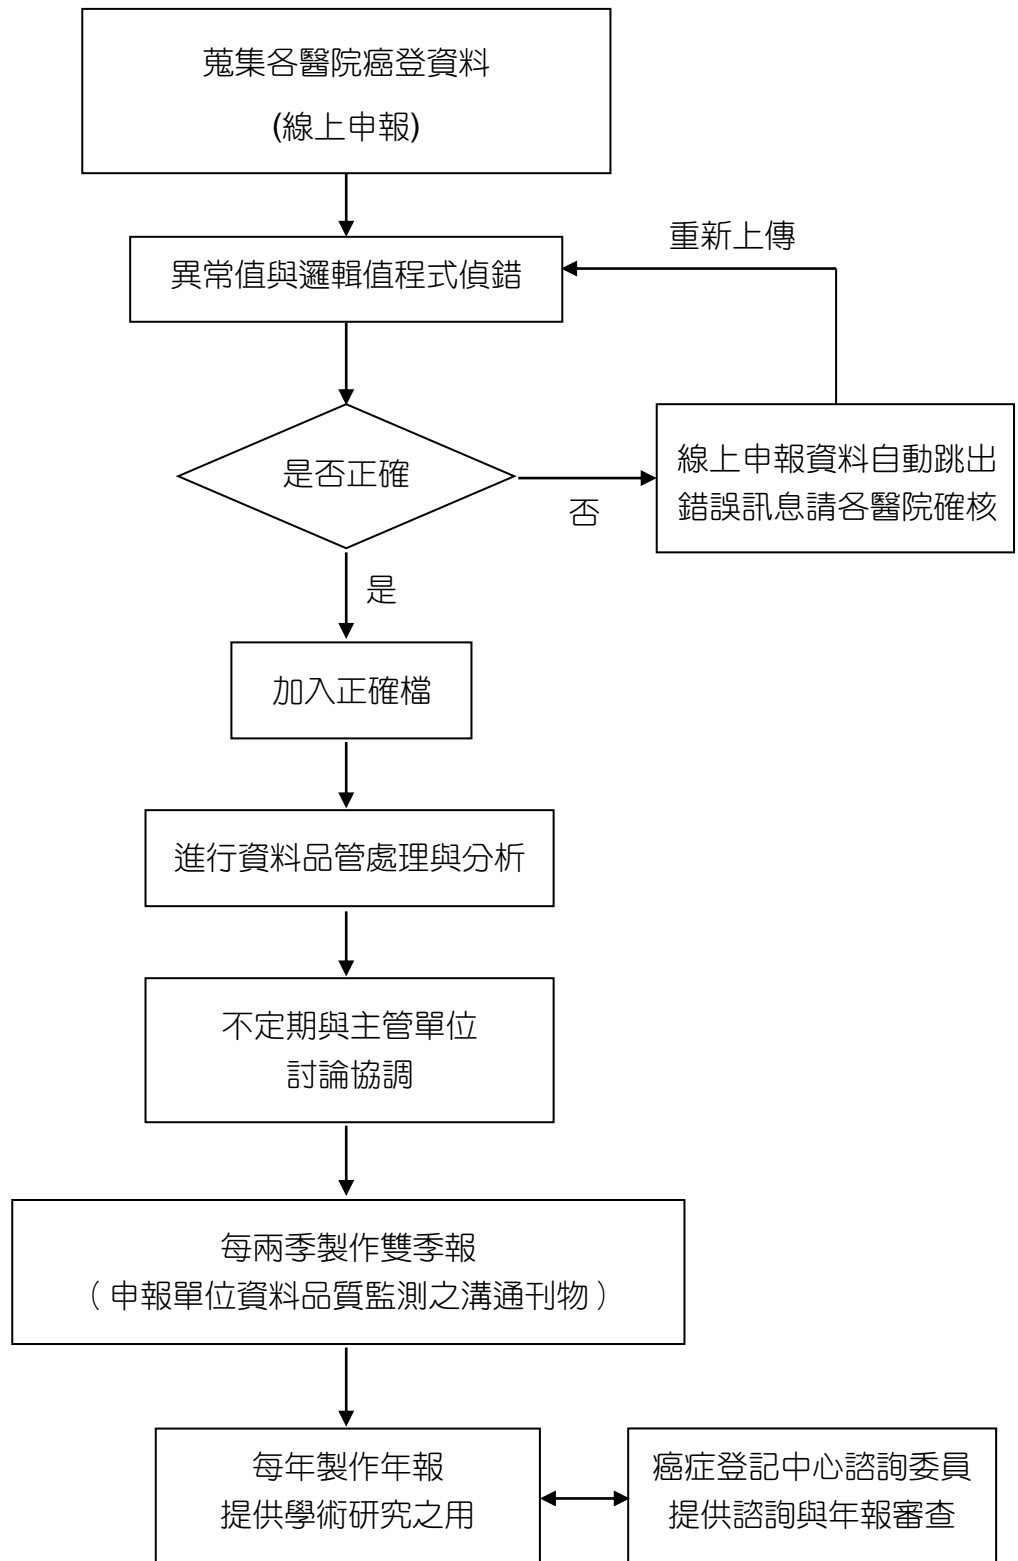 蒐集各醫院癌登資料
(線上申報)
重新上傳
異常值與邏輯值程式偵錯
是否正確
否
線上申報資料自動跳出
錯誤訊息請各醫院確核
是
加入正確檔
進行資料品管處理與分析
不定期與主管單位
討論協調
每兩季製作雙季報
（申報單位資料品質監測之溝通刊物）
每年製作年報
提供學術研究之用
癌症登記中心諮詢委員
提供諮詢與年報審查